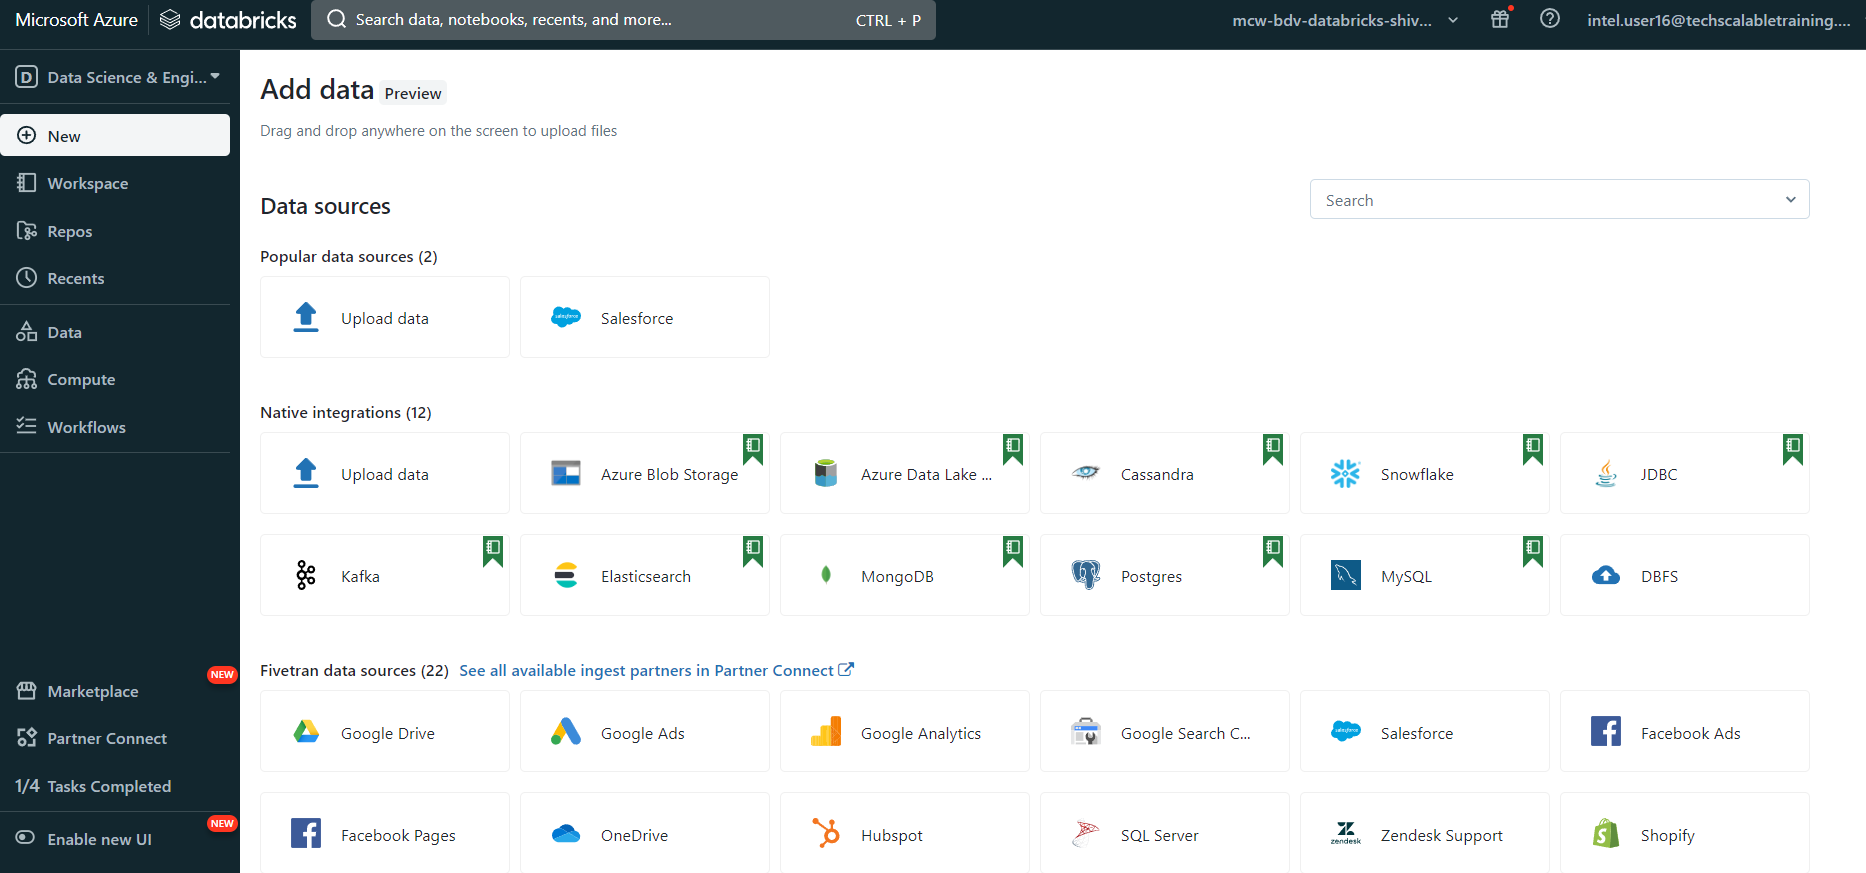 Microsoft Azure databricks Search data, notebooks, recents, and more... CTRL + P mcw-bdv-databricks-shiv... intel.user16@techscalabletraining....
D Data Science & Engi...
New
Workspace
Repos
Recents
Data
Compute
Workflows
Marketplace NEW
Partner Connect
1/4 Tasks Completed
Enable new UI NEW
Add data Preview
Drag and drop anywhere on the screen to upload files
Data sources Search
Popular data sources (2)
Upload data Salesforce
Native integrations (12)
Upload data Azure Blob Storage Azure Data Lake ... Cassandra Snowflake JDBC
Kafka Elasticsearch MongoDB Postgres MySQL DBFS
Fivetran data sources (22) See all available ingest partners in Partner Connect
Google Drive Google Ads Google Analytics Google Search C... Salesforce Facebook Ads
Facebook Pages OneDrive Hubspot SQL Server zendesk Zendesk Support Shopify